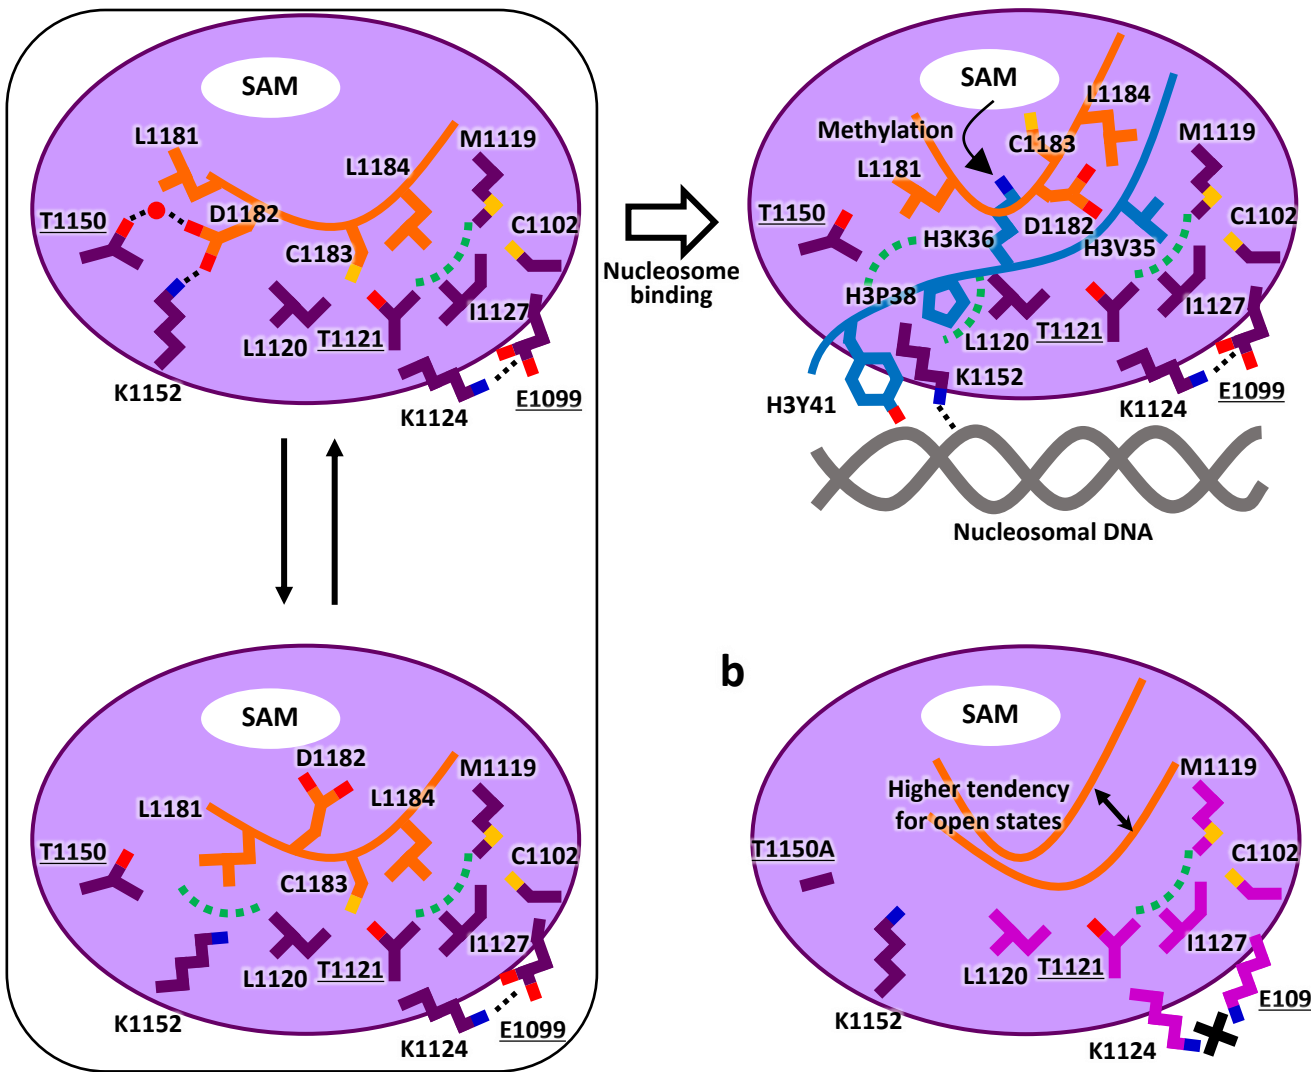 SAM
L1181
M1119
L1184
T1150
D1182
C1102
C1183
I1127
L1120
T1121
K1152
E1099
K1124
Nucleosome
binding
SAM
L1184
Methylation
C1183
M1119
L1181
T1150
C1102
H3K36
D1182
H3V35
H3P38
I1127
L1120
T1121
K1152
E1099
H3Y41
K1124
Nucleosomal DNA
SAM
D1182
M1119
L1181
L1184
T1150
C1102
C1183
I1127
L1120
T1121
K1152
E1099
K1124
b
SAM
M1119
Higher tendency
for open states
T1150A
C1102
I1127
L1120
T1121
E109
K1152
K1124